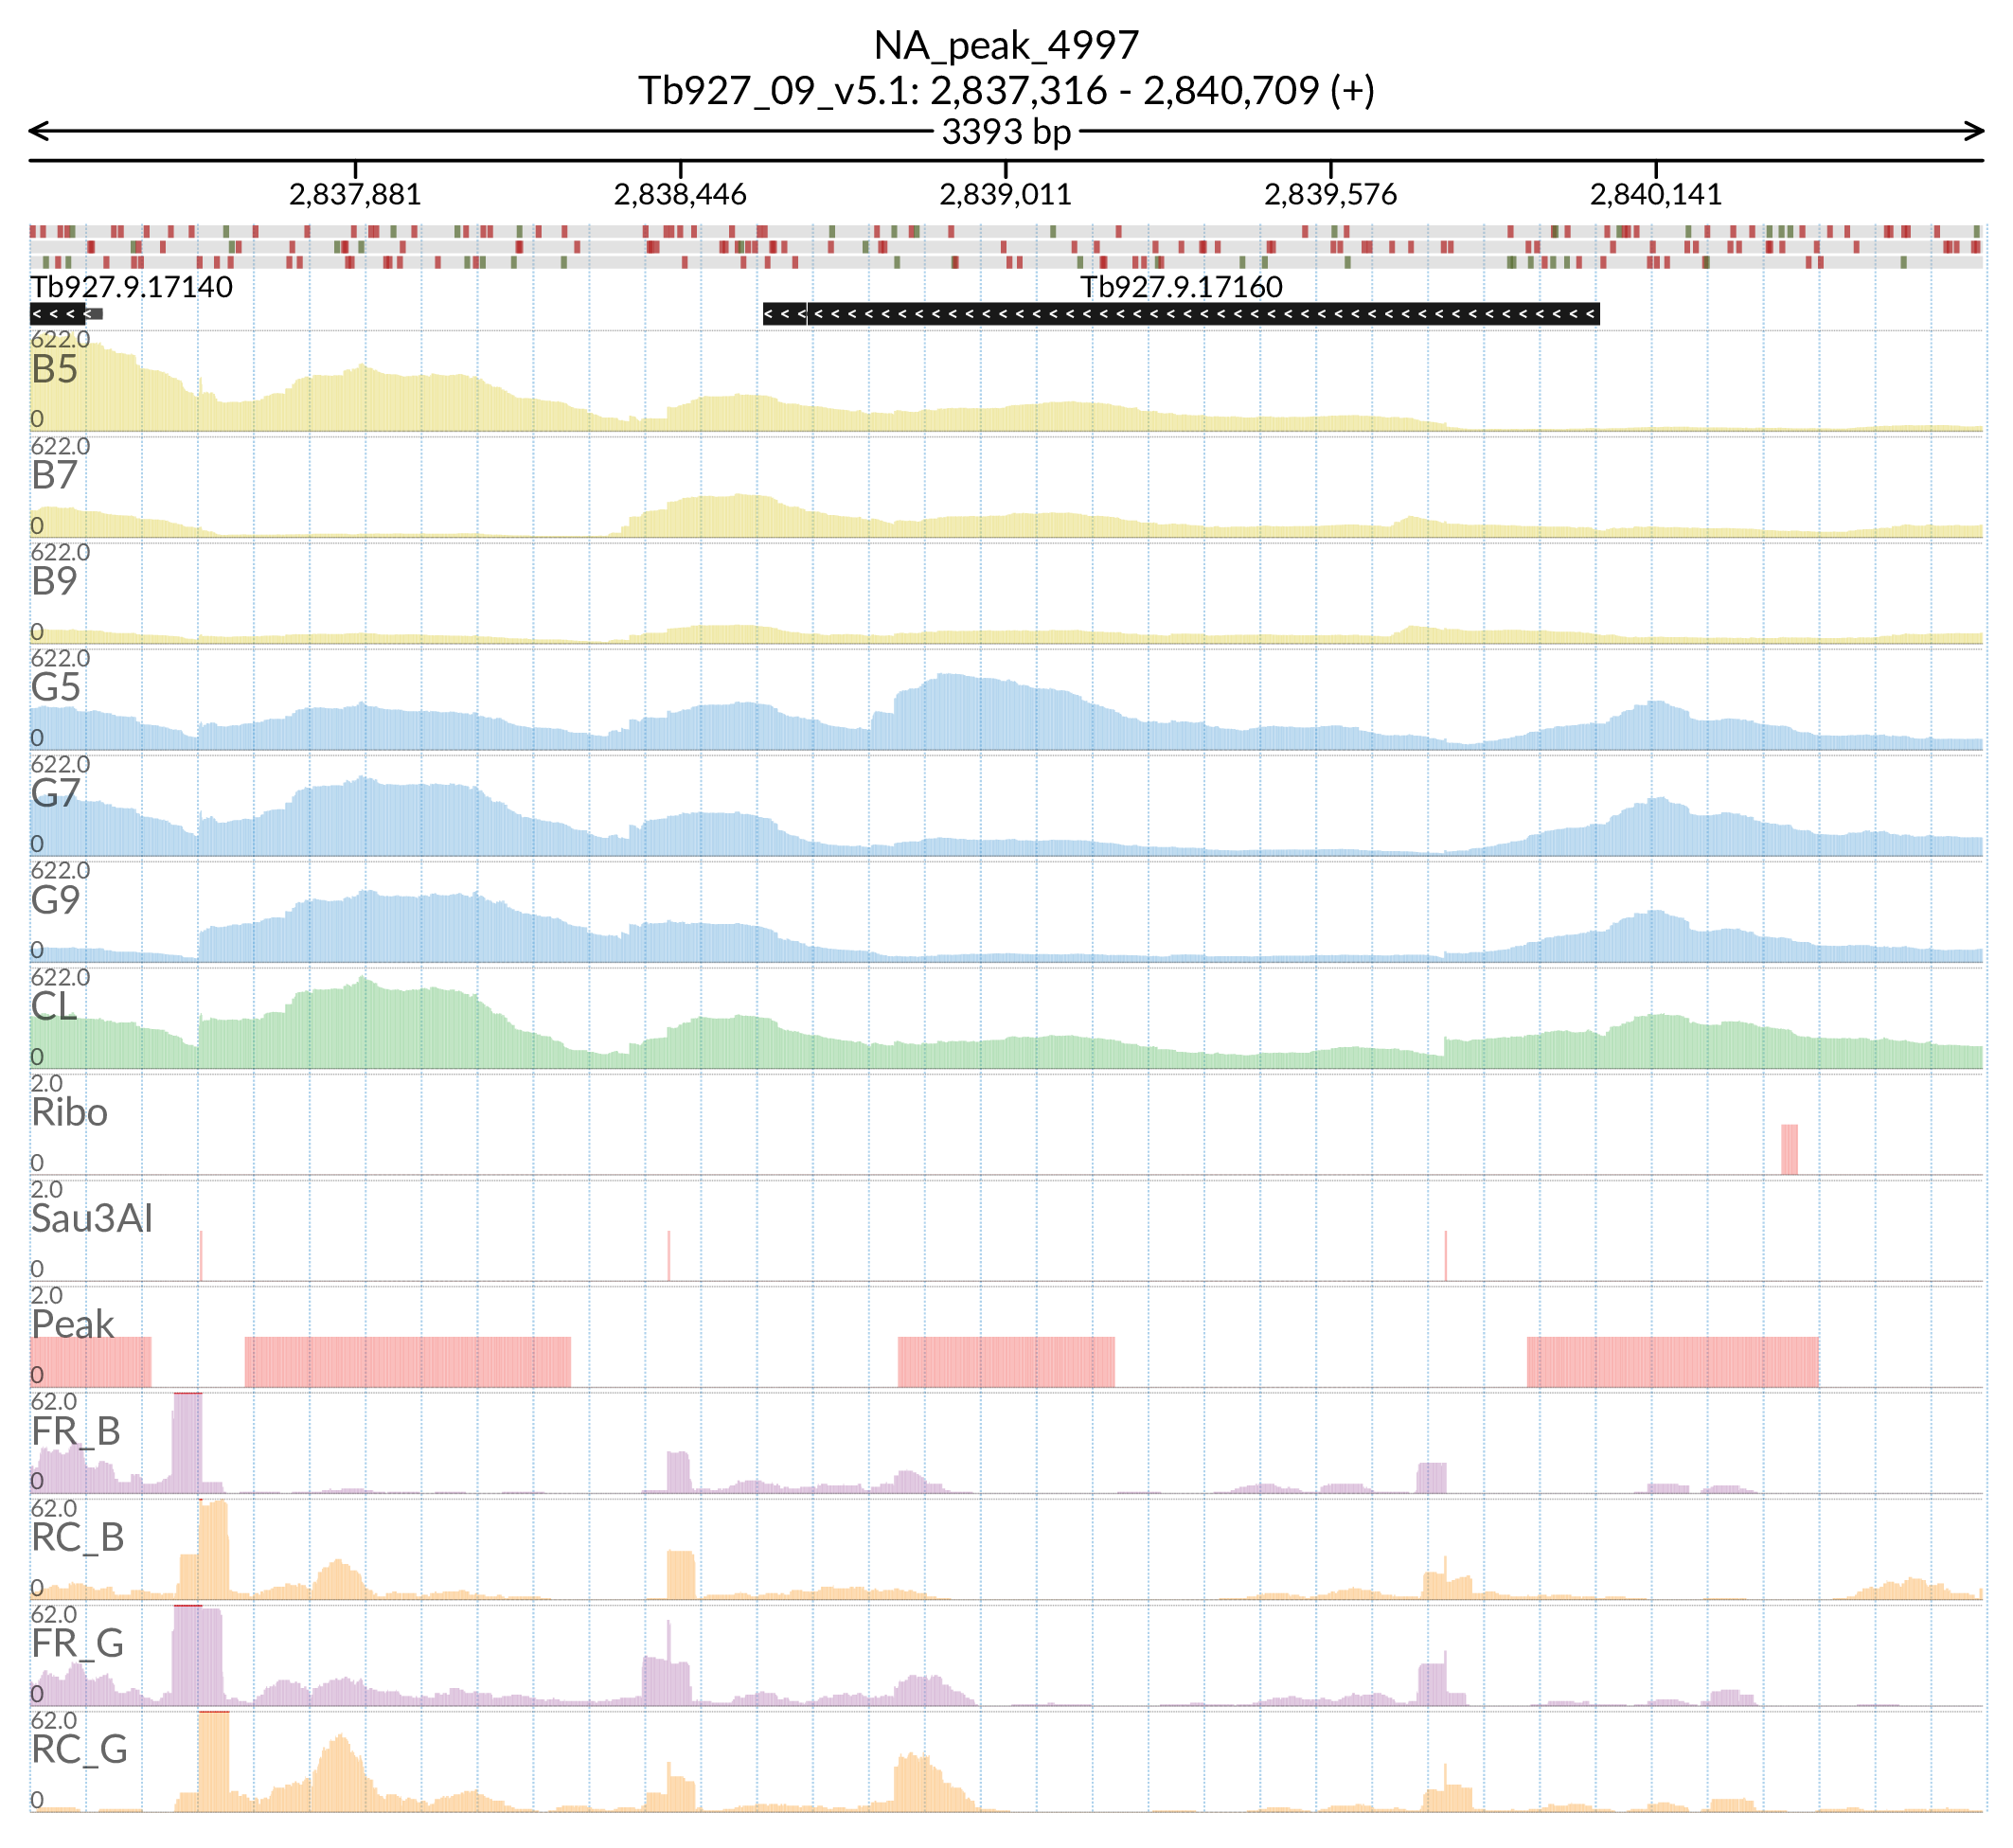 NA_peak_4997
Tb927_09_v5.1: 2,837,316 - 2,840,709 (+)
3393 bp
2,837,881 2,838,446 2,839,011 2,839,576 2,840,141
Tb927.9.17140 Tb927.9.17160
622.0
B5
0
622.0
B7
0
622.0
B9
0
622.0
G5
0
622.0
G7
0
622.0
G9
0
622.0
CL
0
2.0
Ribo
0
2.0
Sau3AI
0
2.0
Peak
0
62.0
FR_B
0
62.0
RC_B
0
62.0
FR_G
0
62.0
RC_G
0